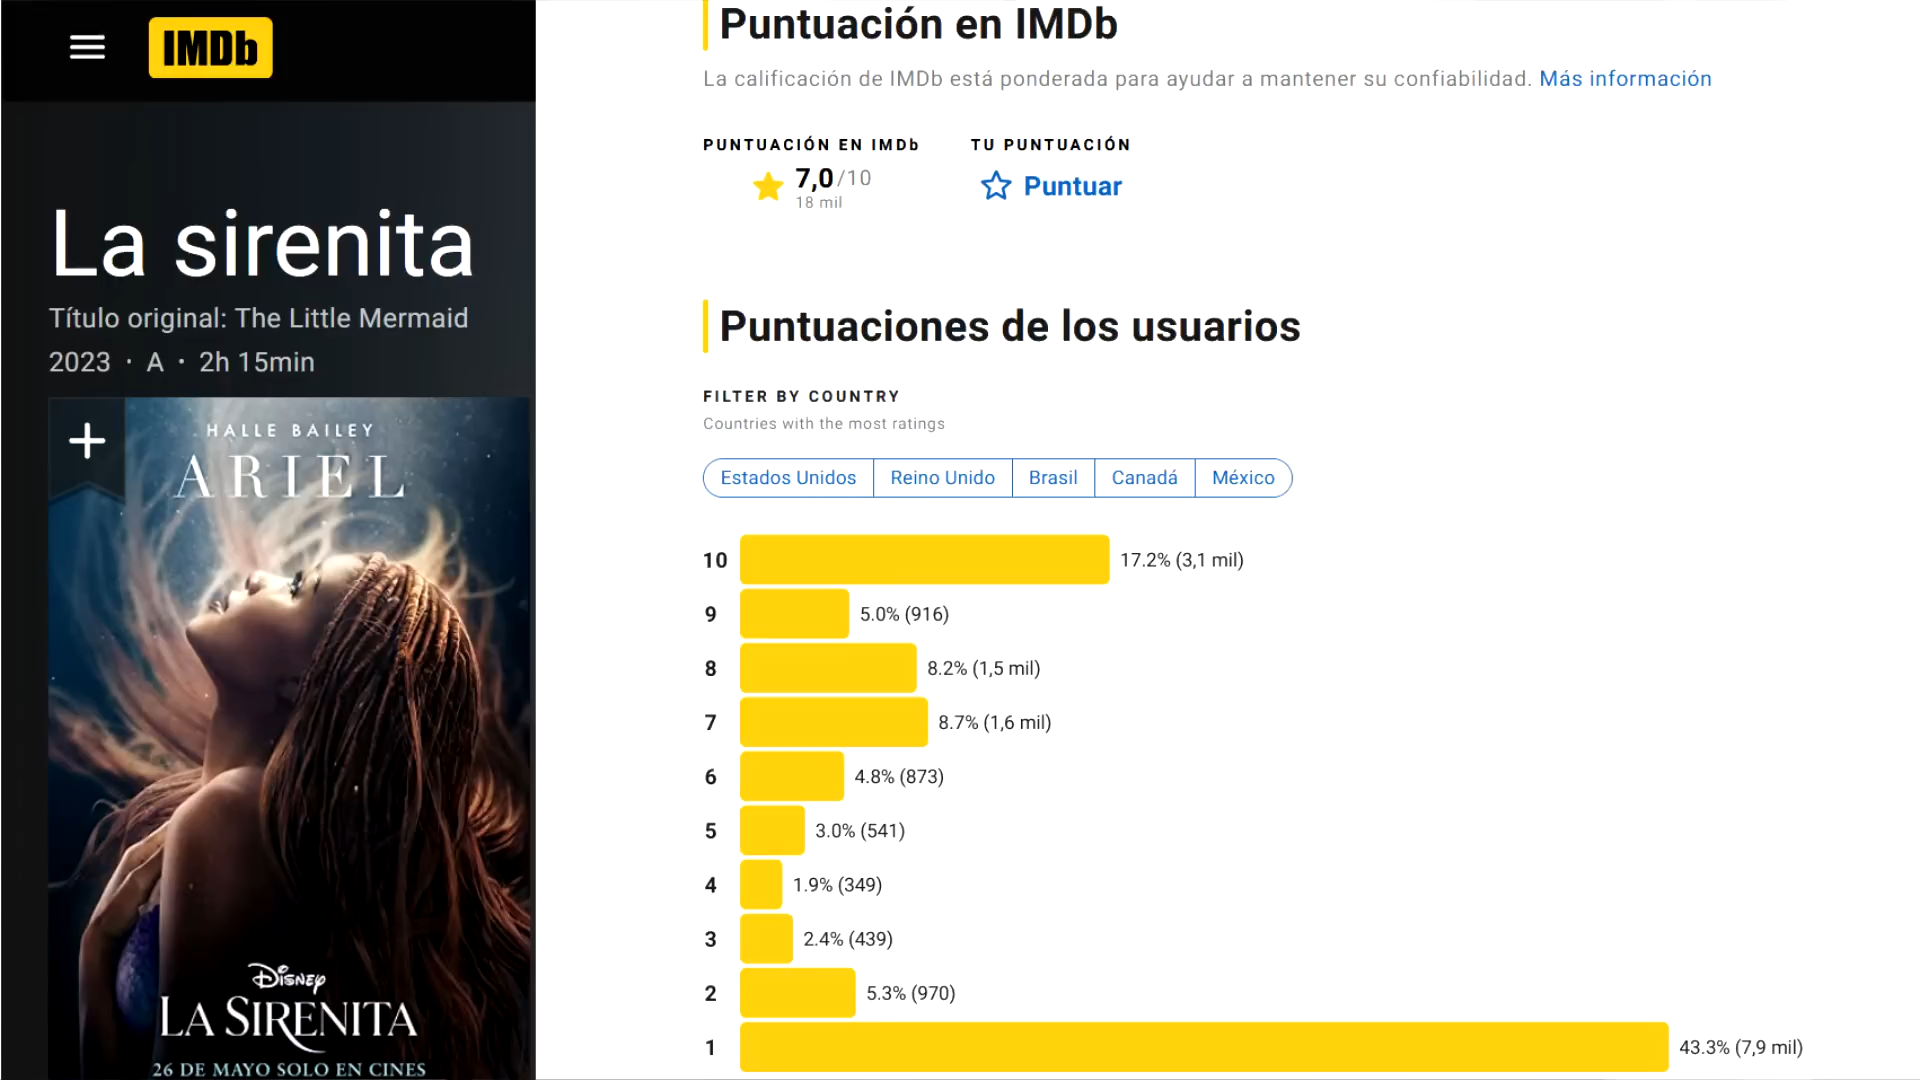 IMDb
La sirenita
Título original: The Little Mermaid
2023 · A · 2h 15min
HALLE BAILEY
ARIEL
DISNEY
LA SIRENITA
26 DE MAYO SOLO EN CINES
Puntuación en IMDb
La calificación de IMDb está ponderada para ayudar a mantener su confiabilidad. Más información
PUNTUACIÓN EN IMDb
7,0/10
18 mil
TU PUNTUACIÓN
Puntuar
Puntuaciones de los usuarios
FILTER BY COUNTRY
Countries with the most ratings
Estados Unidos Reino Unido Brasil Canadá México
10 17.2% (3,1 mil)
9 5.0% (916)
8 8.2% (1,5 mil)
7 8.7% (1,6 mil)
6 4.8% (873)
5 3.0% (541)
4 1.9% (349)
3 2.4% (439)
2 5.3% (970)
1 43.3% (7,9 mil)